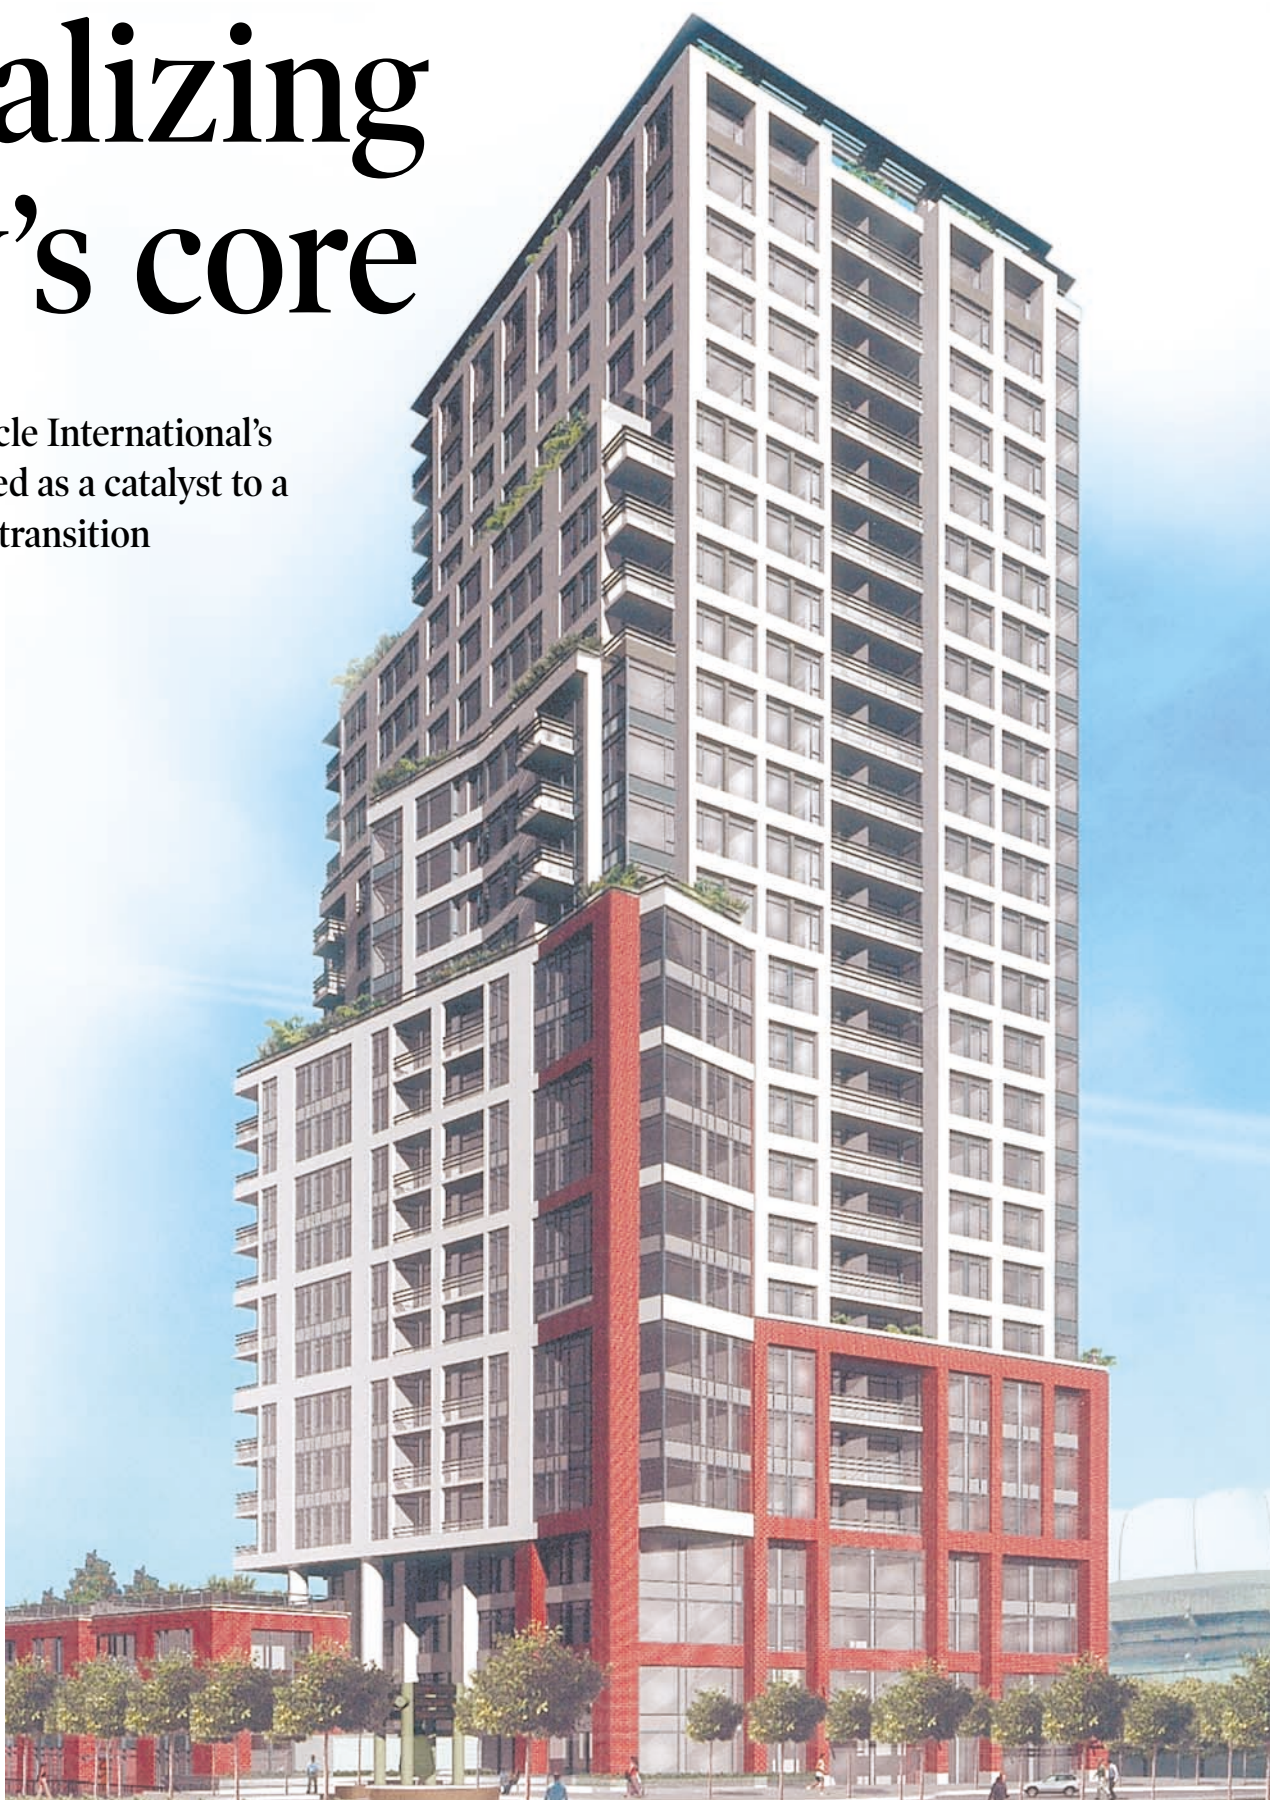 alizing
’s core
cle International’s
ed as a catalyst to a
transition